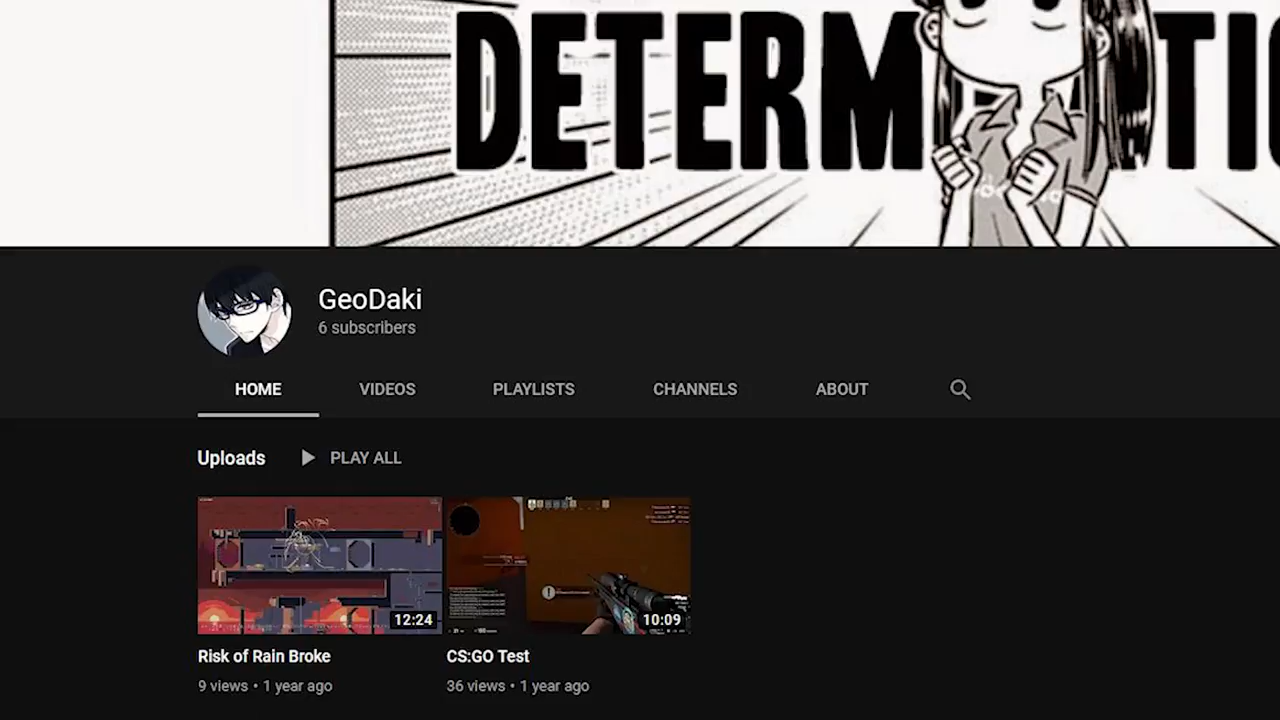 DETERM TIO
GeoDaki
6 subscribers
HOME VIDEOS PLAYLISTS CHANNELS ABOUT
Uploads PLAY ALL
12:24 10:09
Risk of Rain Broke CS:GO Test
9 views • 1 year ago 36 views • 1 year ago